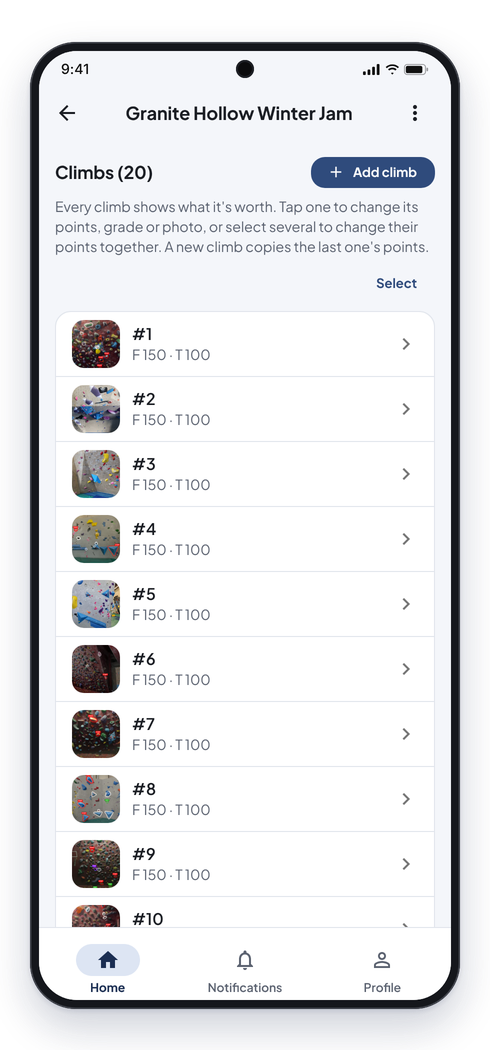 9:41
Granite Hollow Winter Jam
Climbs (20)
+ Add climb
Every climb shows what it's worth. Tap one to change its
points, grade or photo, or select several to change their
points together. A new climb copies the last one's points.
Select
#1
F 150 · T 100
#2
F 150 · T 100
#3
F 150 · T 100
#4
F 150 · T 100
#5
F 150 · T 100
#6
F 150 · T 100
#7
F 150 · T 100
#8
F 150 · T 100
#9
F 150 · T 100
#10
Home
Notifications
Profile